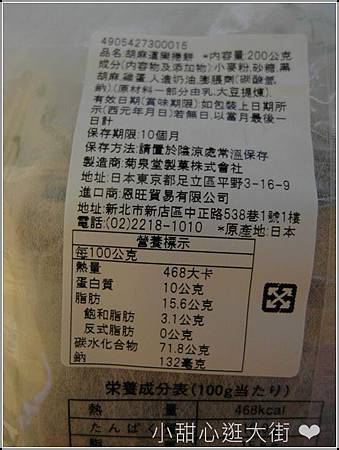 4905427300015
品名:胡麻蘆巢捲餅 *內容量:200公克
成分(內容物及添加物):小麥粉,砂糖,黑
胡麻,雞蛋,人造奶油,膨脹劑(碳酸氫
鈉),(原材料一部分由乳,大豆提煉).
有效日期(賞味期限):如包裝上日期所
示(西元年月日)若無日,以當月最後一
日計
保存期限:10個月
保存方法:請置於陰涼處常溫保存
製造商:菊泉堂製菓株式會社
地址:日本東京都足立區平野3-16-9
進口商:恩旺貿易有限公司
地址:新北市新店區中正路538巷1號1樓
電話:(02)2218-1010 *原產地:日本
營養標示
每100公克
熱量 468大卡
蛋白質 10公克
脂肪 15.6公克
飽和脂肪 3.1公克
反式脂肪 0公克
碳水化合物 71.8公克
鈉 132毫克
栄養成分表(100g当たり)
熱量 468kcal
たんぱく
小甜心逛大街 ❤